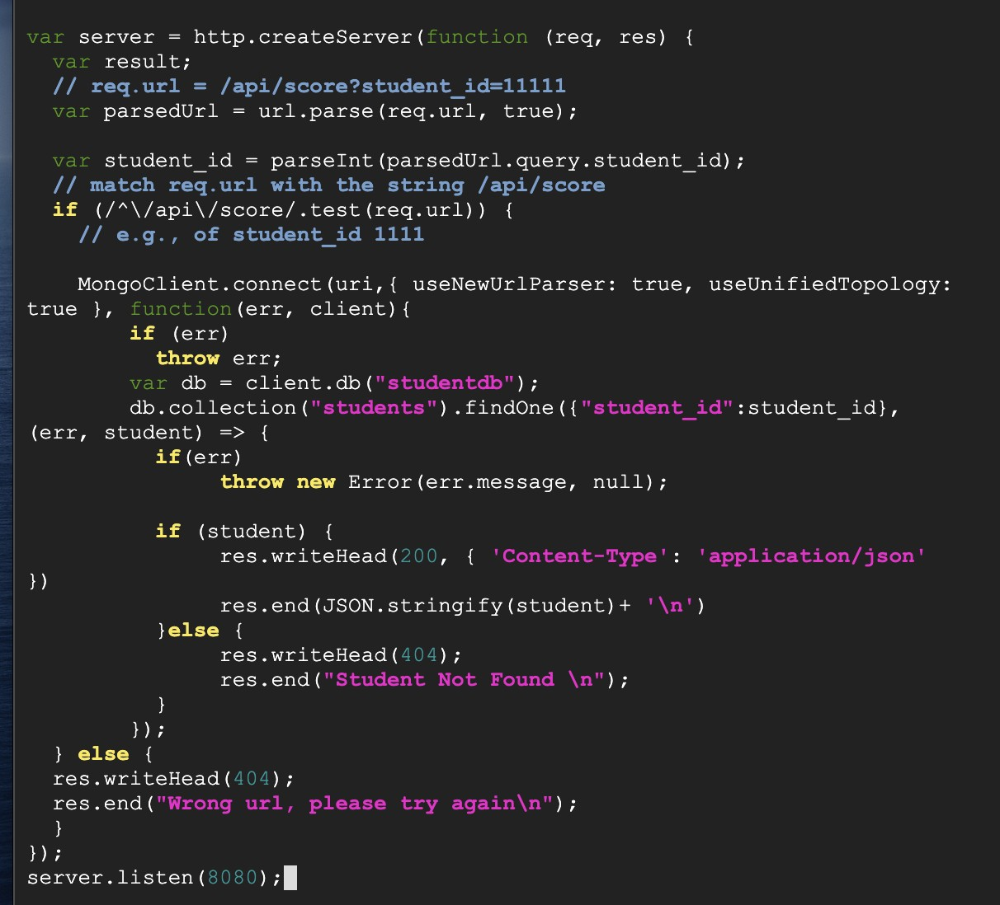 var server = http.createServer(function (req, res) {
  var result;
  // req.url = /api/score?student_id=11111
  var parsedUrl = url.parse(req.url, true);

  var student_id = parseInt(parsedUrl.query.student_id);
  // match req.url with the string /api/score
  if (/^\/api\/score/.test(req.url)) {
    // e.g., of student_id 1111

    MongoClient.connect(uri,{ useNewUrlParser: true, useUnifiedTopology:
true }, function(err, client){
        if (err)
          throw err;
        var db = client.db("studentdb");
        db.collection("students").findOne({"student_id":student_id},
(err, student) => {
          if(err)
               throw new Error(err.message, null);

          if (student) {
               res.writeHead(200, { 'Content-Type': 'application/json'
})
               res.end(JSON.stringify(student)+ '\n')
          }else {
               res.writeHead(404);
               res.end("Student Not Found \n");
          }
        });
  } else {
  res.writeHead(404);
  res.end("Wrong url, please try again\n");
  }
});
server.listen(8080);